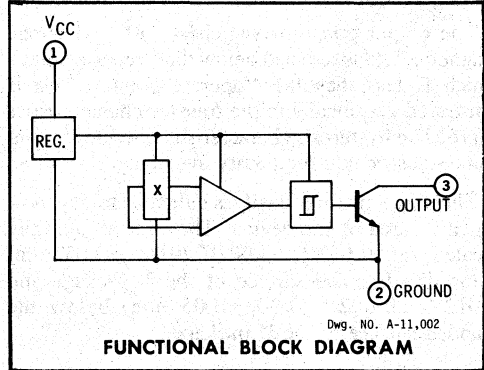 VCC
1
REG.
X
3
OUTPUT
2 GROUND
Dwg. NO. A-11,002
FUNCTIONAL BLOCK DIAGRAM